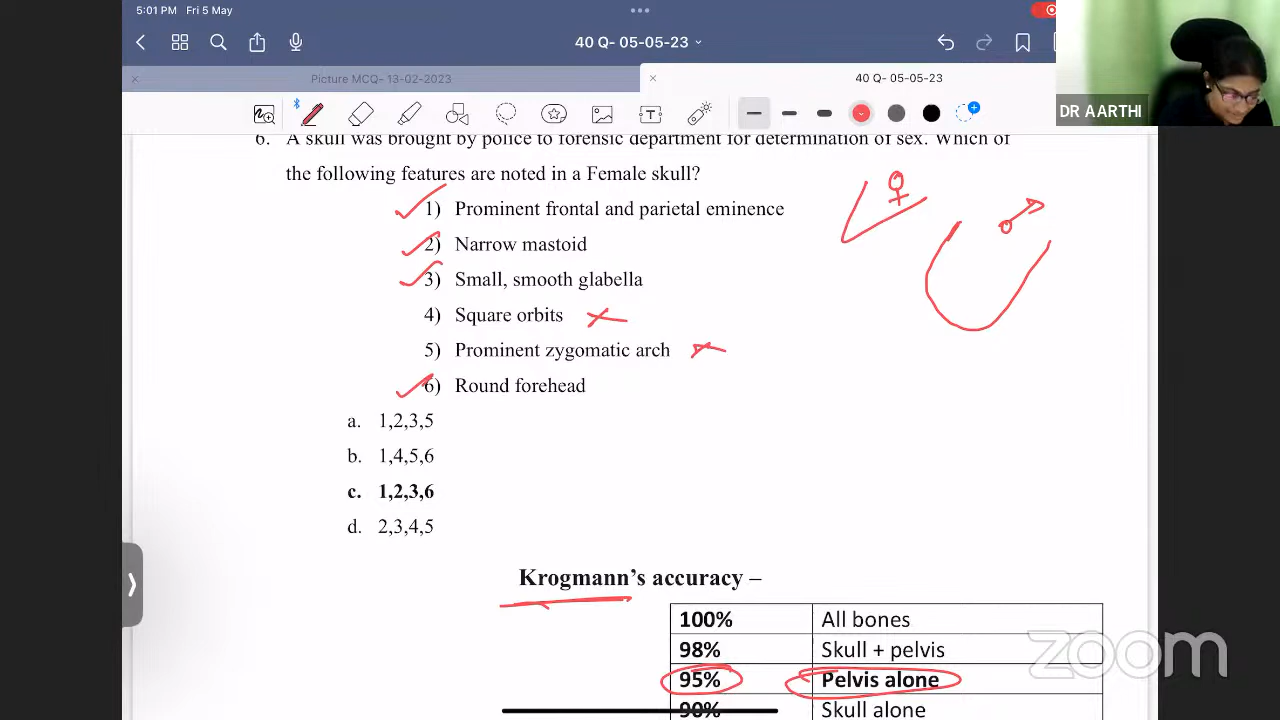 5:01 PM Fri 5 May
40 Q- 05-05-23
Picture MCQ- 13-02-2023
40 Q- 05-05-23
DR AARTHI
6. A skull was brought by police to forensic department for determination of sex. Which of
the following features are noted in a Female skull?
1) Prominent frontal and parietal eminence
2) Narrow mastoid
3) Small, smooth glabella
4) Square orbits
5) Prominent zygomatic arch
6) Round forehead
a. 1,2,3,5
b. 1,4,5,6
c. 1,2,3,6
d. 2,3,4,5
Krogmann’s accuracy –
100% All bones
98% Skull + pelvis
95% Pelvis alone
90% Skull alone
zoom